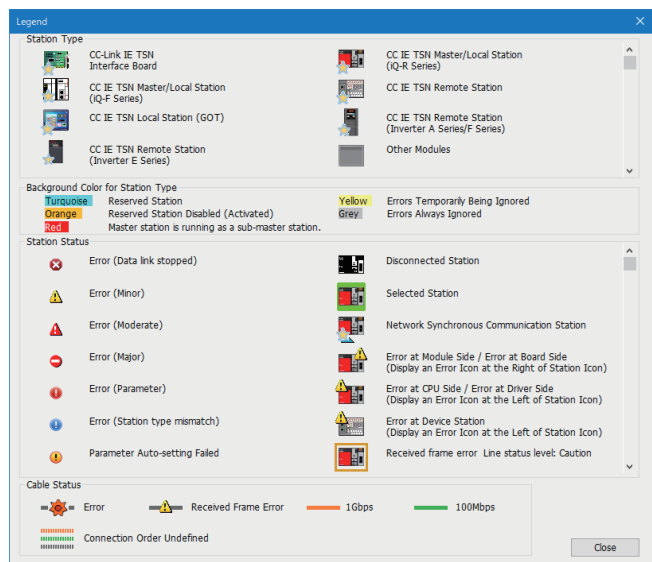 Legend
Station Type
CC-Link IE TSN
Interface Board
CC IE TSN Master/Local Station
(iQ-R Series)
CC IE TSN Master/Local Station
(iQ-F Series)
CC IE TSN Remote Station
CC IE TSN Local Station (GOT)
CC IE TSN Remote Station
(Inverter A Series/F Series)
CC IE TSN Remote Station
(Inverter E Series)
Other Modules
Background Color for Station Type
Turquoise Reserved Station
Yellow Errors Temporarily Being Ignored
Orange Reserved Station Disabled (Activated)
Grey Errors Always Ignored
Red Master station is running as a sub-master station.
Station Status
Error (Data link stopped)
Disconnected Station
Error (Minor)
Selected Station
Error (Moderate)
Network Synchronous Communication Station
Error (Major)
Error at Module Side / Error at Board Side
(Display an Error Icon at the Right of Station Icon)
Error (Parameter)
Error at CPU Side / Error at Driver Side
(Display an Error Icon at the Left of Station Icon)
Error (Station type mismatch)
Error at Device Station
(Display an Error Icon at the Left of Station Icon)
Parameter Auto-setting Failed
Received frame error Line status level: Caution
Cable Status
Error Received Frame Error 1Gbps 100Mbps
Connection Order Undefined
Close